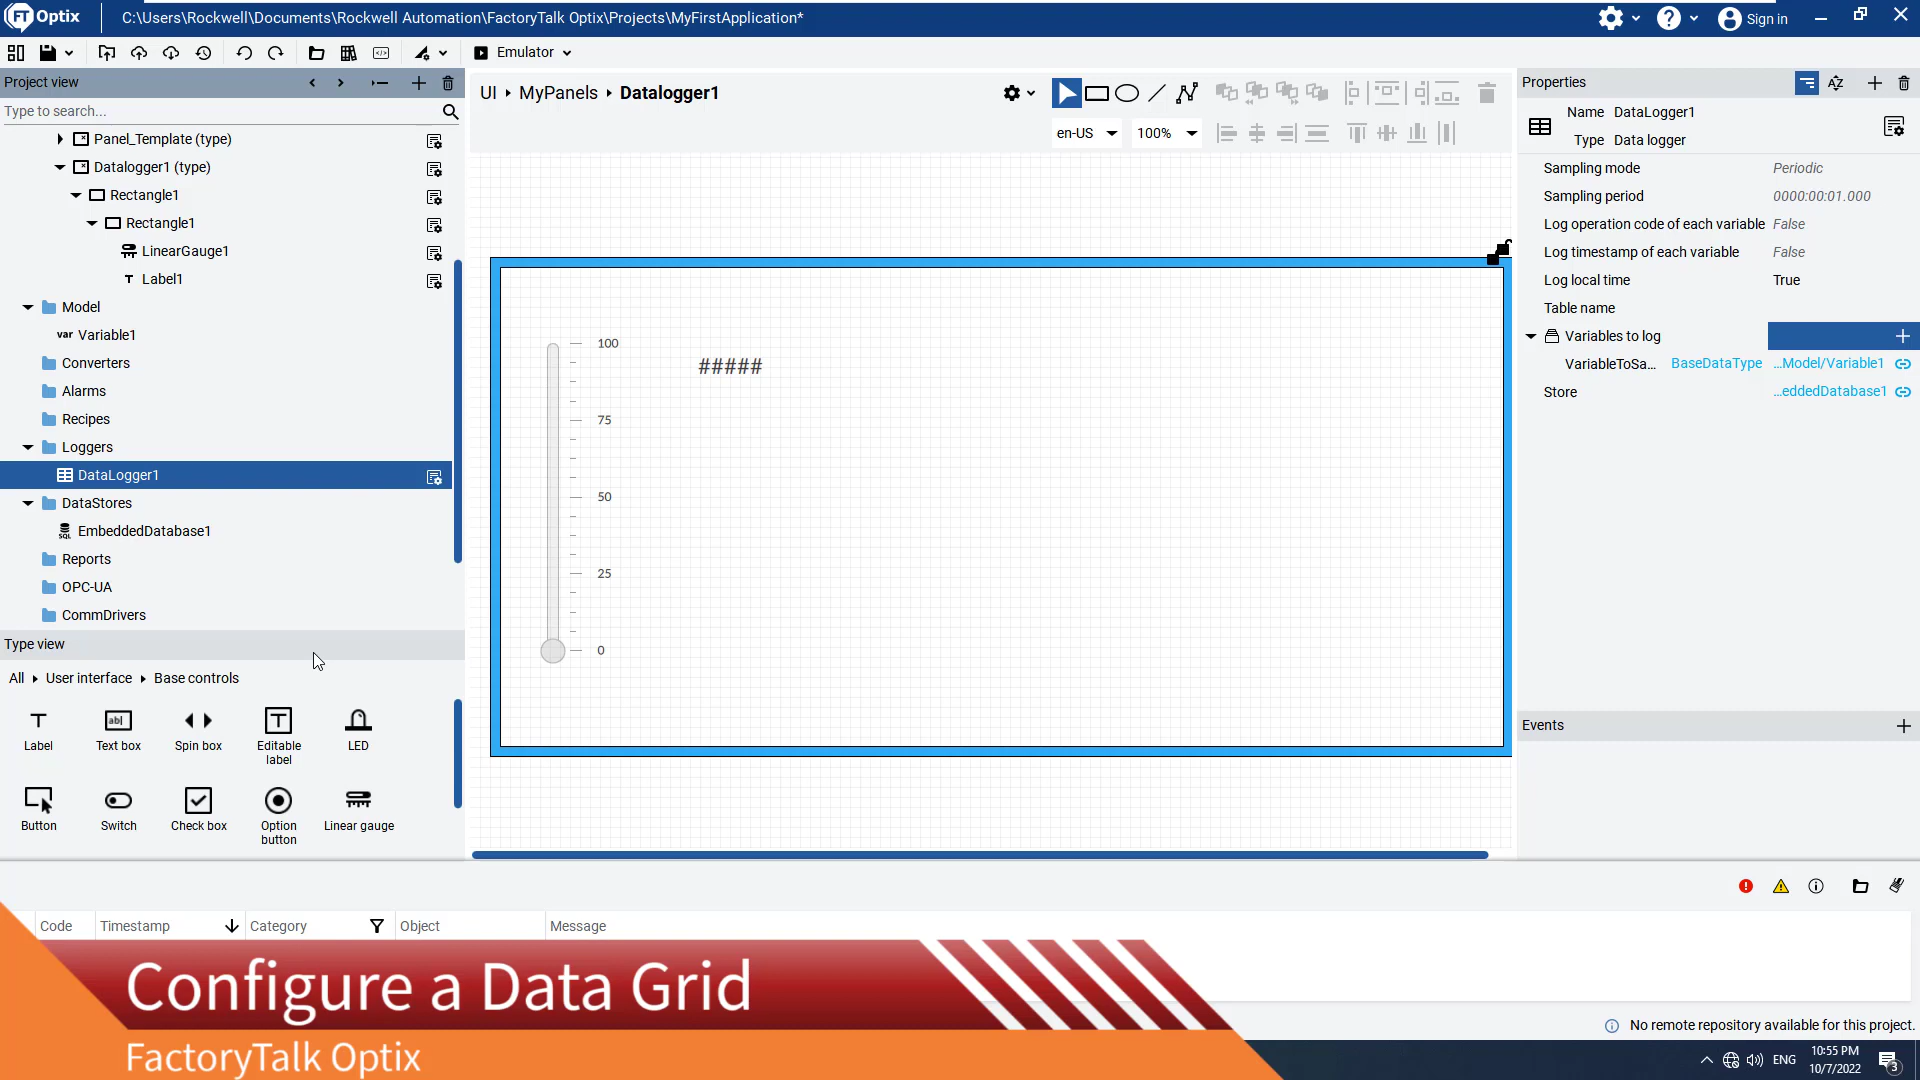 FT Optix
C:\Users\Rockwell\Documents\Rockwell Automation\FactoryTalk Optix\Projects\MyFirstApplication*
Sign in
Emulator
Project view
Type to search...
Panel_Template (type)
Datalogger1 (type)
Rectangle1
Rectangle1
LinearGauge1
Label1
Model
var Variable1
Converters
Alarms
Recipes
Loggers
DataLogger1
DataStores
EmbeddedDatabase1
Reports
OPC-UA
CommDrivers
Type view
All User interface Base controls
Label
Text box
Spin box
Editable label
LED
Button
Switch
Check box
Option button
Linear gauge
UI MyPanels Datalogger1
en-US
100%
100
75
50
25
0
#####
Properties
Name DataLogger1
Type Data logger
Sampling mode Periodic
Sampling period 0000:00:01.000
Log operation code of each variable False
Log timestamp of each variable False
Log local time True
Table name
Variables to log
VariableToSa... BaseDataType ...Model/Variable1
Store ...eddedDatabase1
Events
Code Timestamp Category Object Message
Configure a Data Grid
FactoryTalk Optix
No remote repository available for this project.
ENG
10:55 PM
10/7/2022
3